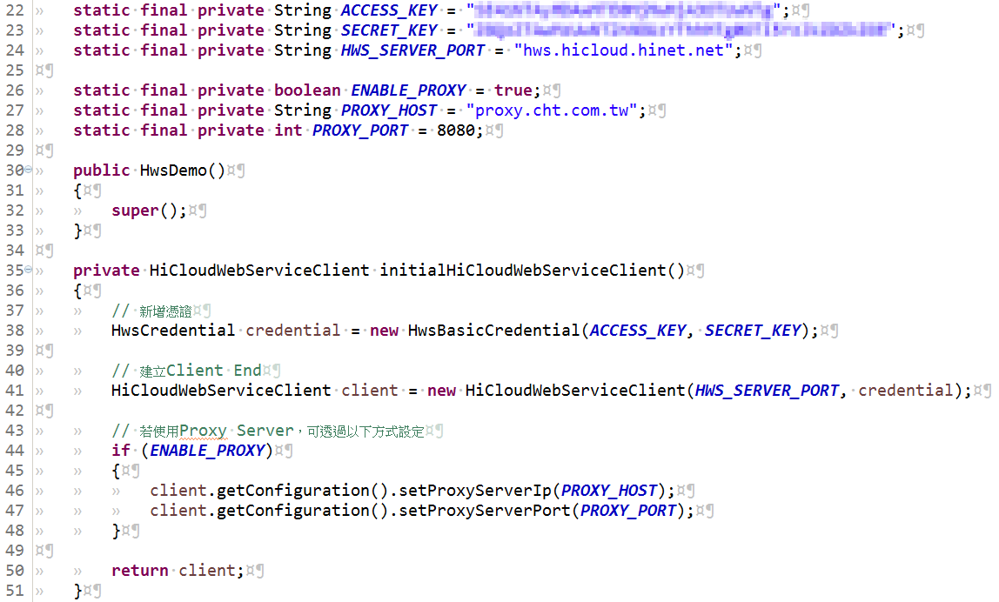 22 static final private String ACCESS_KEY = "";
23 static final private String SECRET_KEY = "";
24 static final private String HWS_SERVER_PORT = "hws.hicloud.hinet.net";
25
26 static final private boolean ENABLE_PROXY = true;
27 static final private String PROXY_HOST = "proxy.cht.com.tw";
28 static final private int PROXY_PORT = 8080;
29
30 public HwsDemo()
31 {
32 super();
33 }
34
35 private HiCloudWebServiceClient initialHiCloudWebServiceClient()
36 {
37 // 新增憑證
38 HwsCredential credential = new HwsBasicCredential(ACCESS_KEY, SECRET_KEY);
39
40 // 建立Client End
41 HiCloudWebServiceClient client = new HiCloudWebServiceClient(HWS_SERVER_PORT, credential);
42
43 // 若使用Proxy Server，可透過以下方式設定
44 if (ENABLE_PROXY)
45 {
46 client.getConfiguration().setProxyServerIp(PROXY_HOST);
47 client.getConfiguration().setProxyServerPort(PROXY_PORT);
48 }
49
50 return client;
51 }